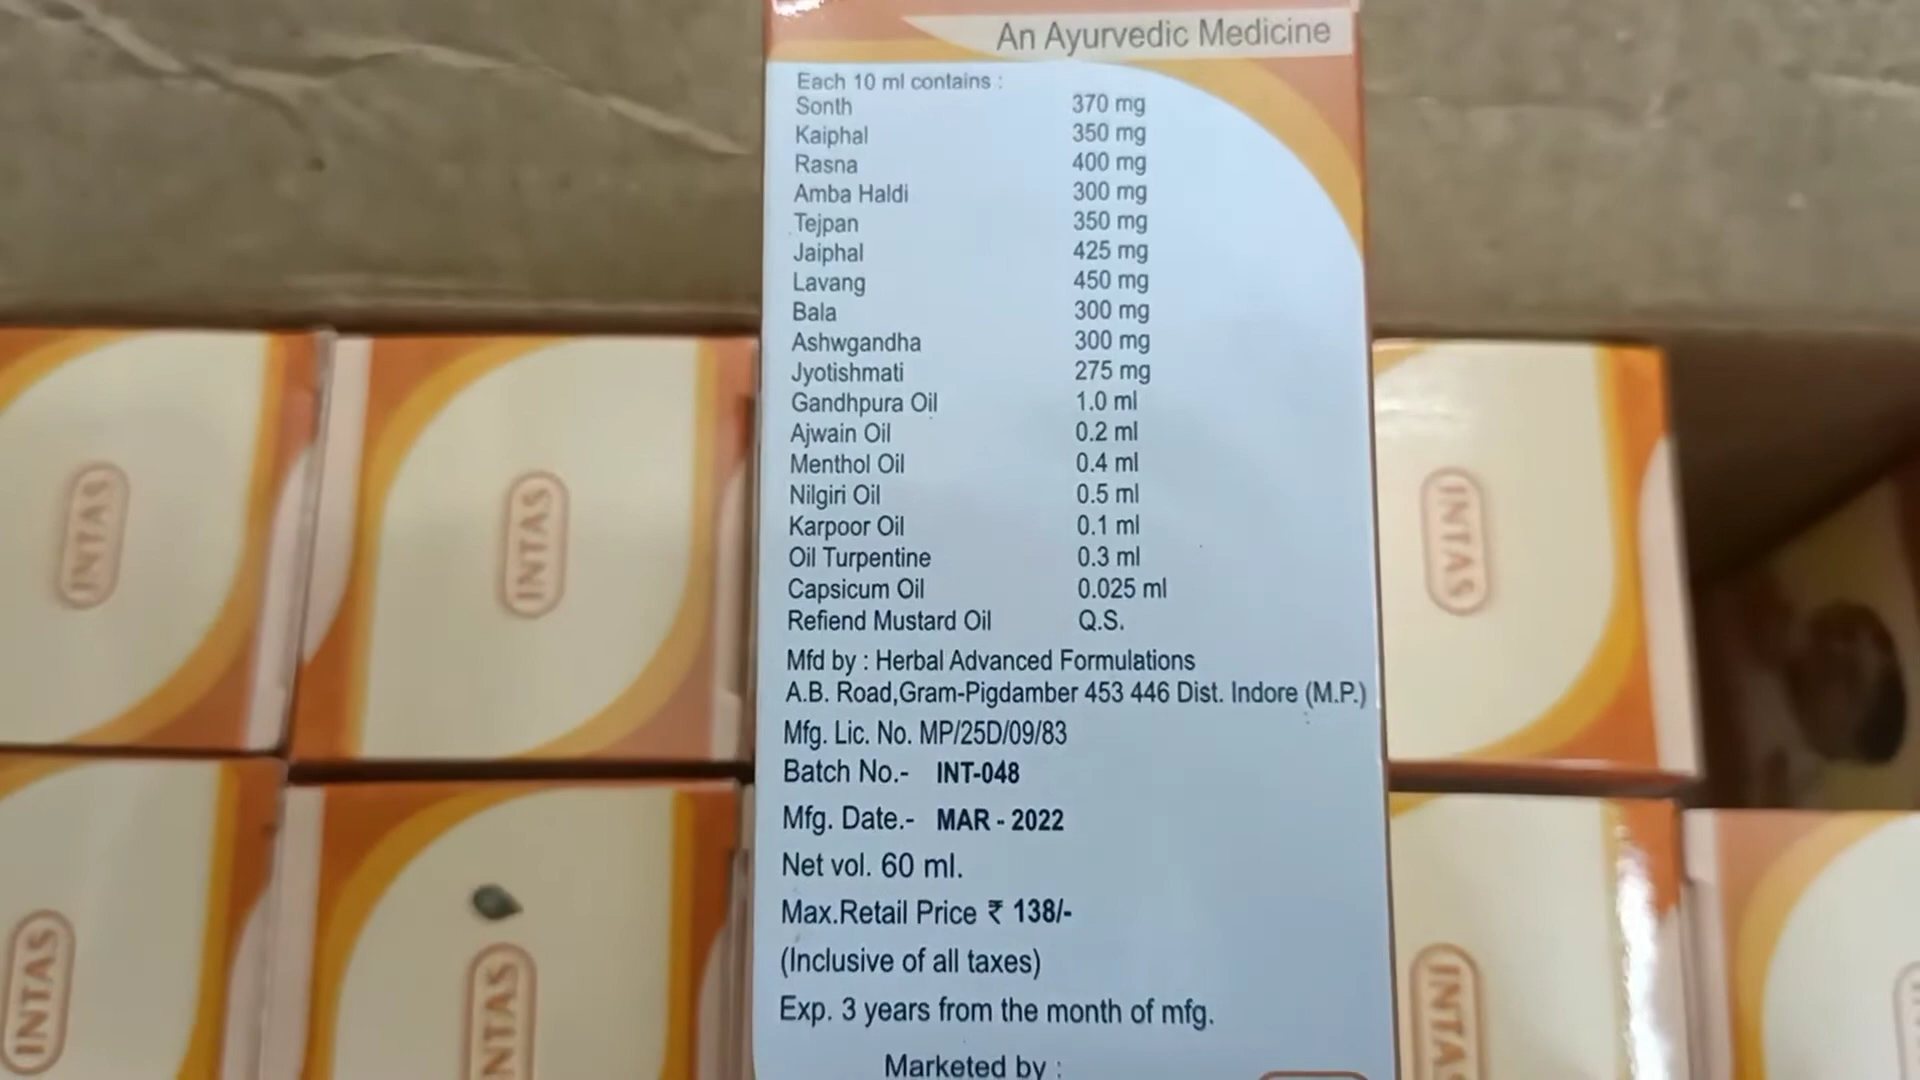 An Ayurvedic Medicine
Each 10 ml contains :
Sonth 370 mg
Kaiphal 350 mg
Rasna 400 mg
Amba Haldi 300 mg
Tejpan 350 mg
Jaiphal 425 mg
Lavang 450 mg
Bala 300 mg
Ashwgandha 300 mg
Jyotishmati 275 mg
Gandhpura Oil 1.0 ml
Ajwain Oil 0.2 ml
Menthol Oil 0.4 ml
Nilgiri Oil 0.5 ml
Karpoor Oil 0.1 ml
Oil Turpentine 0.3 ml
Capsicum Oil 0.025 ml
Refiend Mustard Oil Q.S.
Mfd by : Herbal Advanced Formulations
A.B. Road,Gram-Pigdamber 453 446 Dist. Indore (M.P.)
Mfg. Lic. No. MP/25D/09/83
Batch No.- INT-048
Mfg. Date.- MAR - 2022
Net vol. 60 ml.
Max.Retail Price ₹ 138/-
(Inclusive of all taxes)
Exp. 3 years from the month of mfg.
Marketed by :
INTAS
INTAS
INTAS
INTAS
INTAS
INTAS